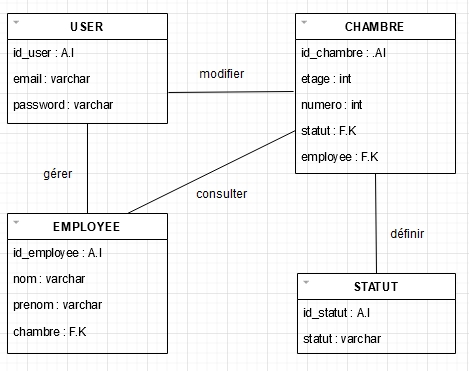 USER
id_user : A.I
email : varchar
password : varchar
modifier
CHAMBRE
id_chambre : .AI
etage : int
numero : int
statut : F.K
employee : F.K
gérer
consulter
définir
EMPLOYEE
id_employee : A.I
nom : varchar
prenom : varchar
chambre : F.K
STATUT
id_statut : A.I
statut : varchar